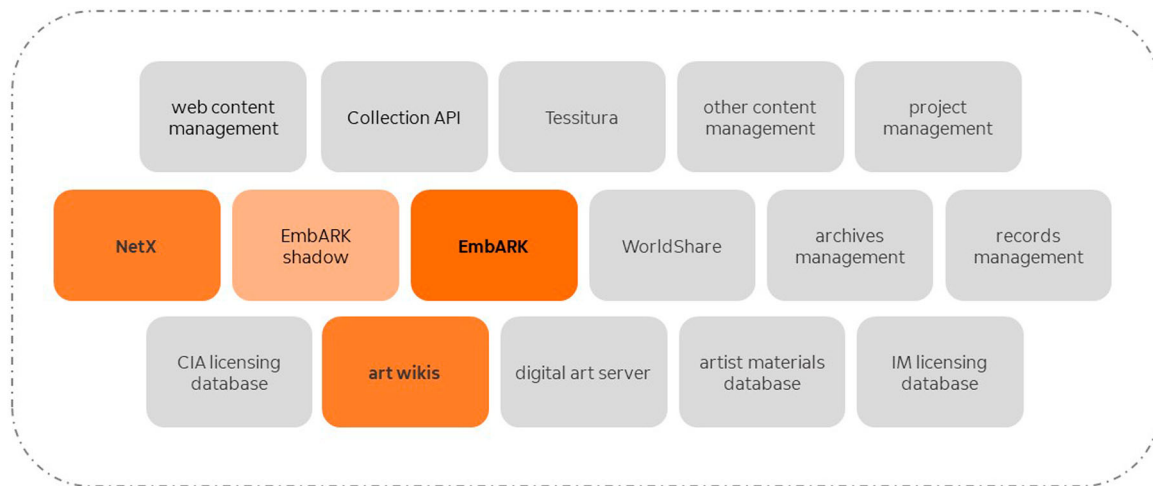 web content
management
Collection API
Tessitura
other content
management
project
management
NetX
EmbARK
shadow
EmbARK
WorldShare
archives
management
records
management
CIA licensing
database
art wikis
digital art server
artist materials
database
IM licensing
database